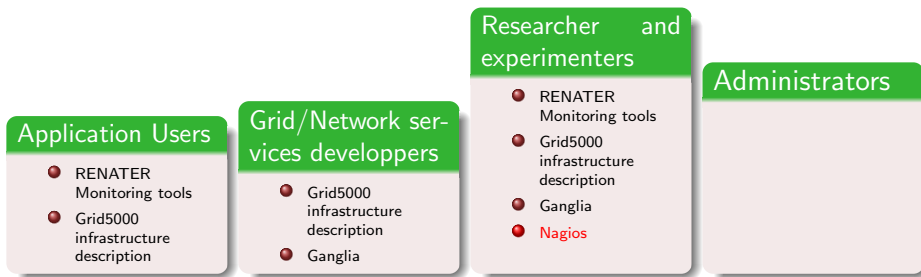 Application Users
RENATER
Monitoring tools
Grid5000
infrastructure
description
Grid/Network ser-
vices developpers
Grid5000
infrastructure
description
Ganglia
Researcher and
experimenters
RENATER
Monitoring tools
Grid5000
infrastructure
description
Ganglia
Nagios
Administrators